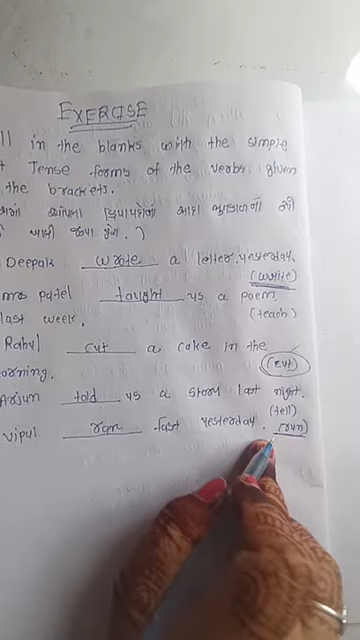 EXERCISE
ll in the blanks with the simple
t Tense forms of the verbs given
the brackets.
Deepak wrote a letter yesterday.
(write)
mrs patel taught us a poem
last week. (teach)
Rahul cut a cake in the
orning. (cut)
Arjun told us a story last night.
(tell)
vipul ran fast yesterday. (run)